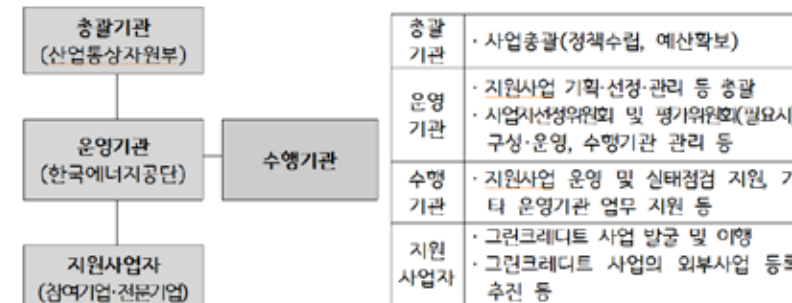 총괄기관
(산업통상자원부)
운영기관
(한국에너지공단)
수행기관
지원사업자
(참여기업·전문기업)
총괄
기관
· 사업총괄(정책수립, 예산확보)
운영
기관
· 지원사업 기획·선정·관리 등 총괄
· 사업자선정위원회 및 평가위원회(필요시
구성·운영, 수행기관 관리 등
수행
기관
· 지원사업 운영 및 실태점검 지원, 기
타 운영기관 업무 지원 등
지원
사업자
· 그린크레디트 사업 발굴 및 이행
· 그린크레디트 사업의 외부사업 등록
추진 등